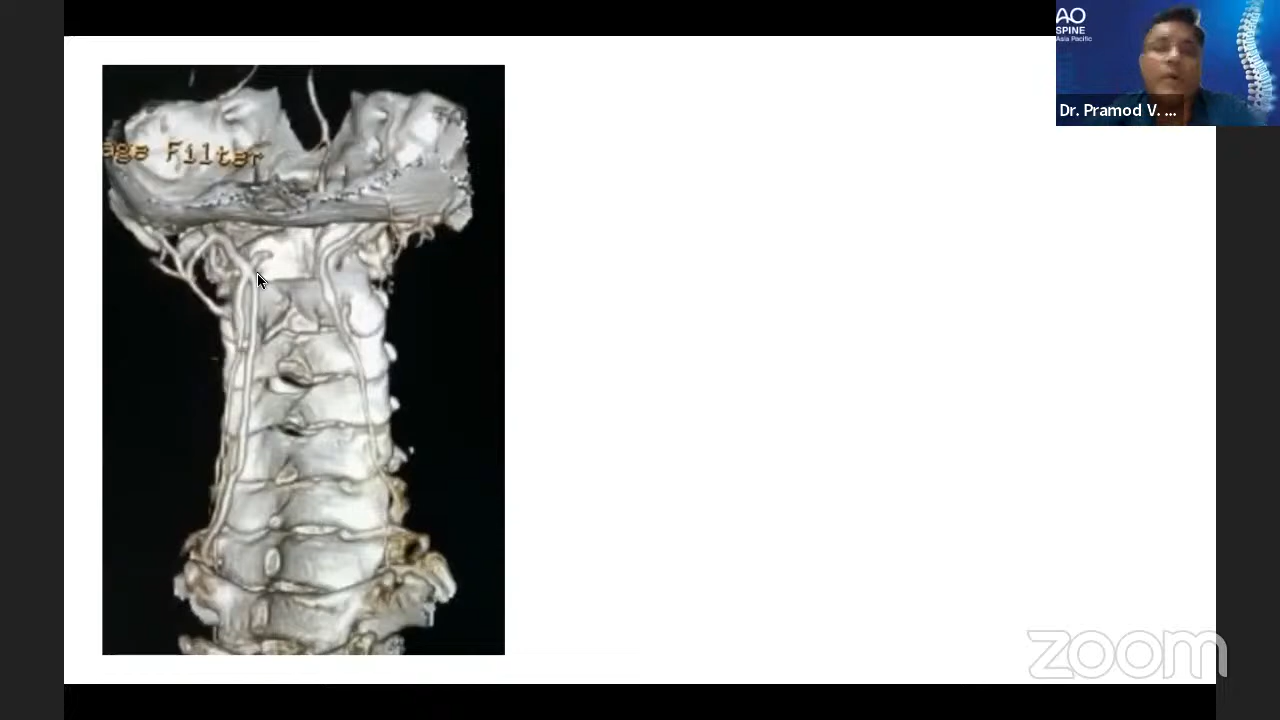 AO
SPINE
Asia Pacific
Dr. Pramod V. ...
age Filter
zoom